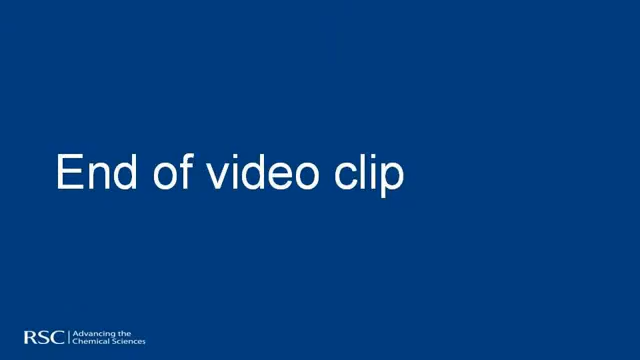 End of video clip
RSC | Advancing the
Chemical Sciences